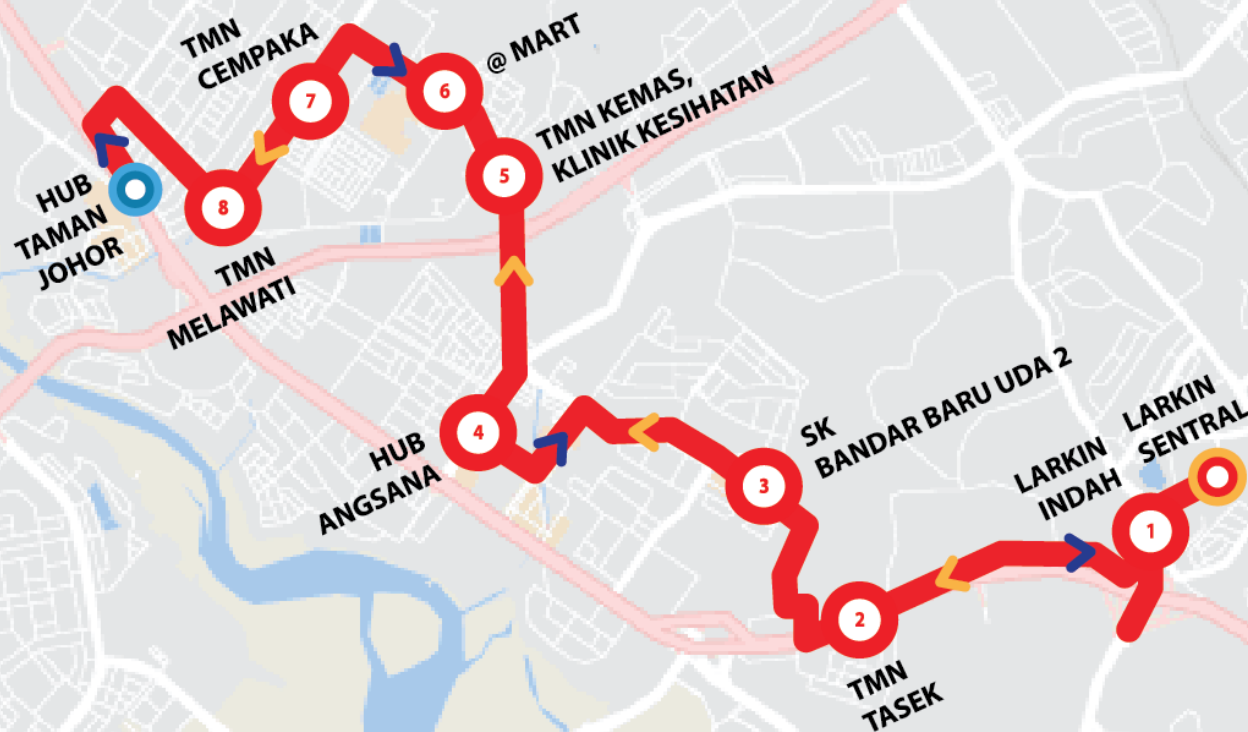 TMN
CEMPAKA
7
6
@ MART
5
TMN KEMAS,
KLINIK KESIHATAN
HUB
TAMAN
JOHOR
8
TMN
MELAWATI
4
HUB
ANGSANA
3
SK
BANDAR BARU UDA 2
LARKIN
SENTRAL
LARKIN
INDAH
1
2
TMN
TASEK